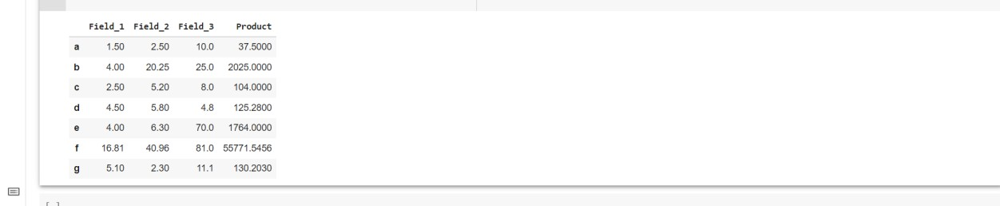 Field_1 Field_2 Field_3 Product
a 1.50 2.50 10.0 37.5000
b 4.00 20.25 25.0 2025.0000
c 2.50 5.20 8.0 104.0000
d 4.50 5.80 4.8 125.2800
e 4.00 6.30 70.0 1764.0000
f 16.81 40.96 81.0 55771.5456
g 5.10 2.30 11.1 130.2030
[ ]